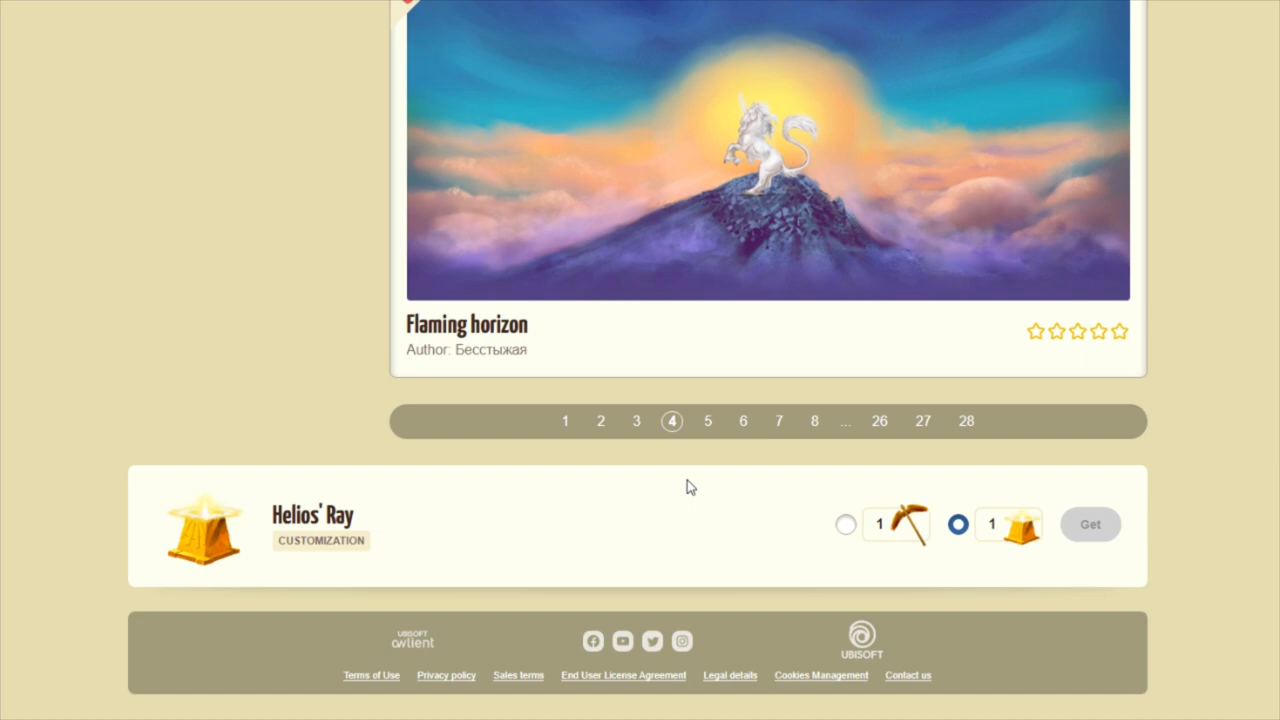 Flaming horizon
Author: Бесстыжая
1 2 3 4 5 6 7 8 ... 26 27 28
Helios' Ray
CUSTOMIZATION
1 1 Get
UBISOFT
owlient
UBISOFT
Terms of Use Privacy policy Sales terms End User License Agreement Legal details Cookies Management Contact us